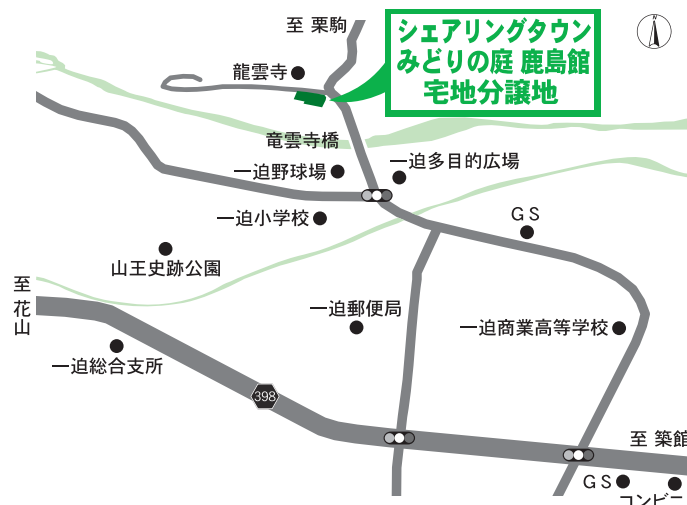 至 栗駒
シェアリングタウン
みどりの庭 鹿島館
宅地分譲地
N
龍雲寺
竜雲寺橋
一迫野球場
一迫多目的広場
一迫小学校
GS
山王史跡公園
至
花
山
一迫郵便局
一迫商業高等学校
一迫総合支所
398
至 築館
GS
コンビニ